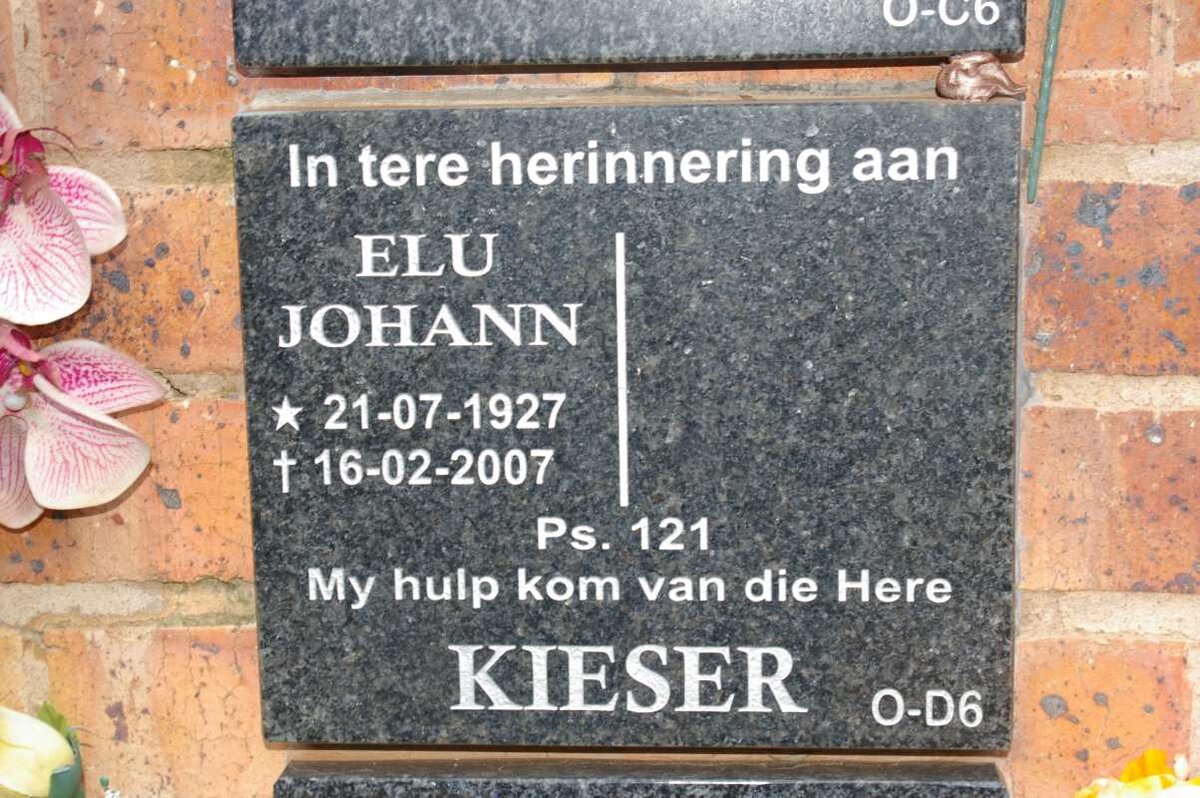 O-C6
In tere herinnering aan
ELU
JOHANN
★ 21-07-1927
† 16-02-2007
Ps. 121
My hulp kom van die Here
KIESER
O-D6